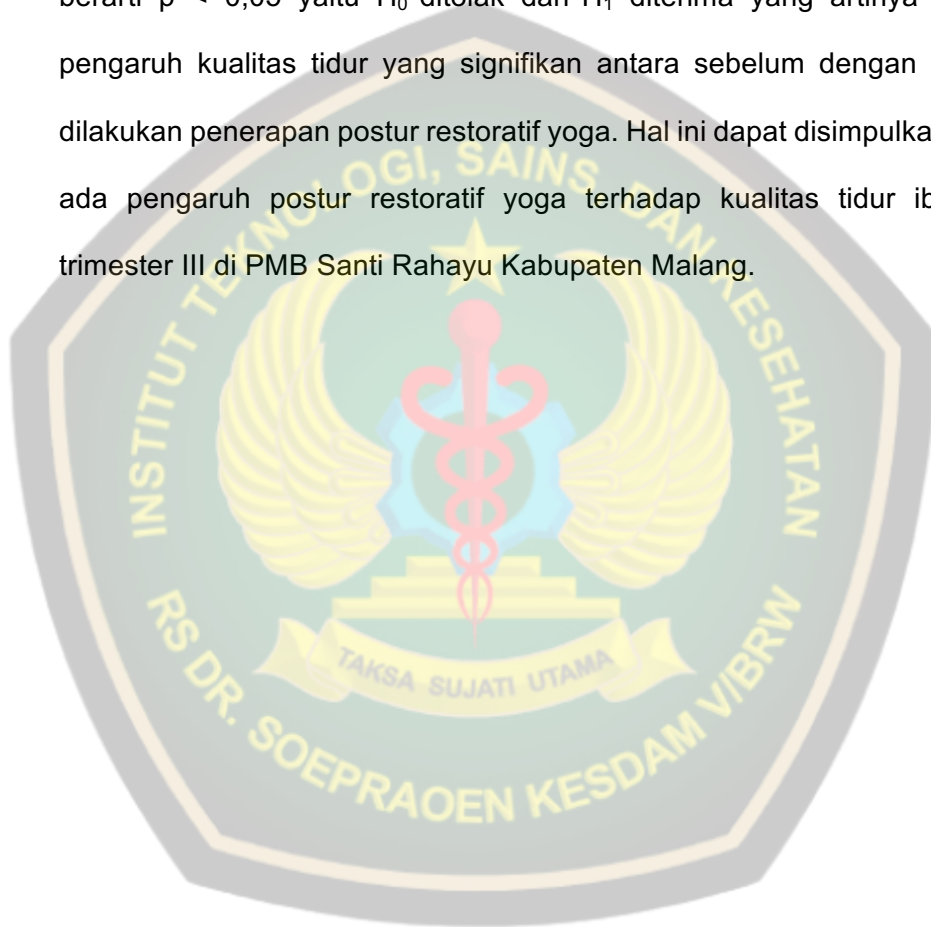 berarti p < 0,05 yaitu H₀ ditolak dan H₁ diterima yang artinya
pengaruh kualitas tidur yang signifikan antara sebelum dengan
dilakukan penerapan postur restoratif yoga. Hal ini dapat disimpulka
ada pengaruh postur restoratif yoga terhadap kualitas tidur ib
trimester III di PMB Santi Rahayu Kabupaten Malang.
INSTITUT TEKNOLOGI, SAINS, DAN KESEHATAN
TAKSA SUJATI UTAMA
RS DR. SOEPRAOEN KESDAM V/BRW